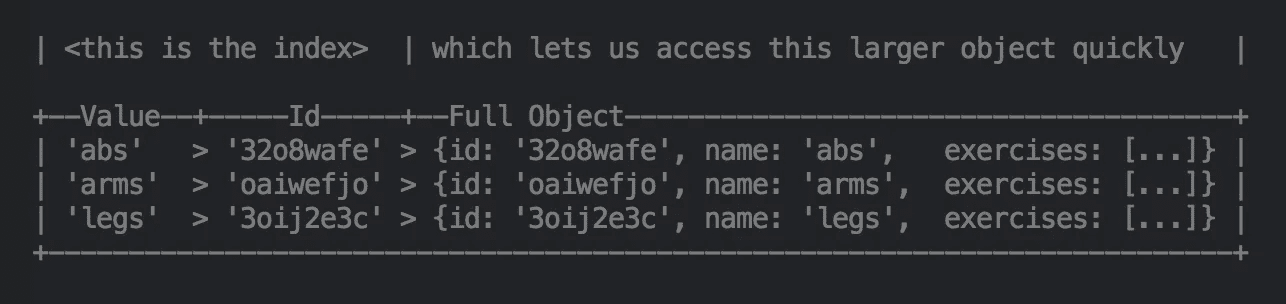 | <this is the index>  | which lets us access this larger object quickly   |
+——Value——+—————Id—————+——Full Object——————————————————————————————————————+
| 'abs'   > '32o8wafe' > {id: '32o8wafe', name: 'abs',   exercises: [...]} |
| 'arms'  > 'oaiwefjo' > {id: 'oaiwefjo', name: 'arms',  exercises: [...]} |
| 'legs'  > '3oij2e3c' > {id: '3oij2e3c', name: 'legs',  exercises: [...]} |
+——————————————————————————————————————————————————————————————————————————+